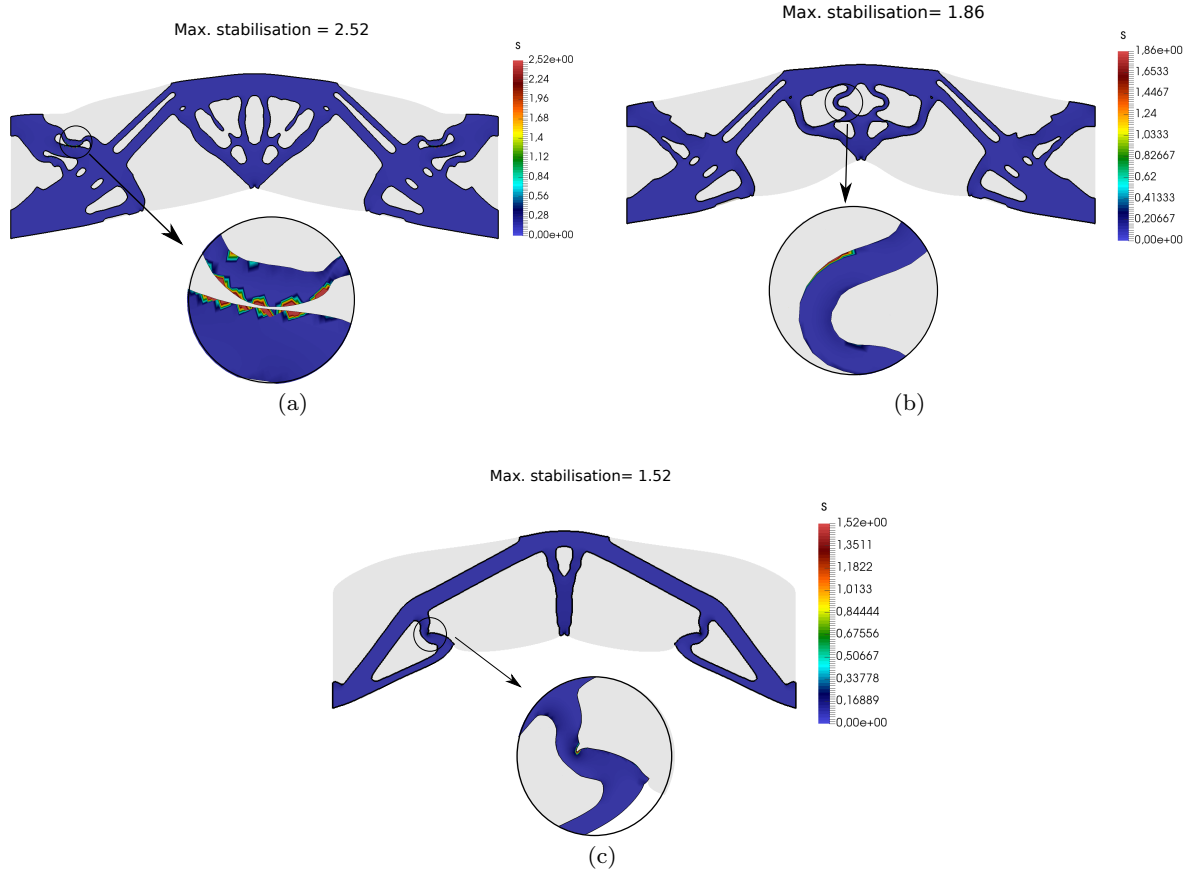 Max. stabilisation = 2.52
s
2,52e+00
2.24
1.96
1.68
1.4
1.12
0.84
0.56
0.28
0,00e+00
(a)
Max. stabilisation= 1.86
s
1,86e+00
1.6533
1.4467
1.24
1,0333
0,82667
0.62
0,41333
0,20667
0,00e+00
(b)
Max. stabilisation= 1.52
s
1,52e+00
1,3511
1,1822
1,0133
0,84444
0,67556
0,50667
0,33778
0,16889
0,00e+00
(c)